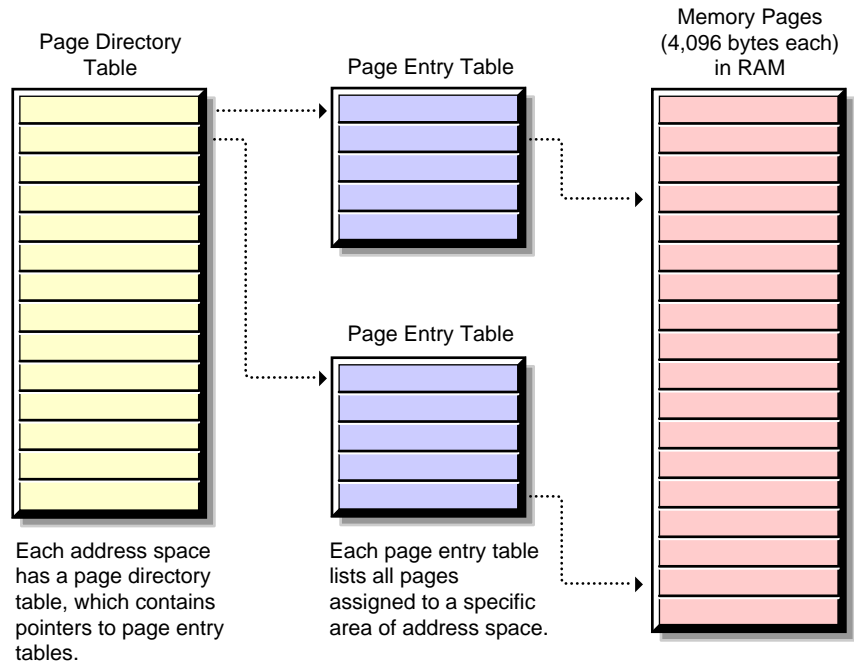 Page Directory
Table
Page Entry Table
Memory Pages
(4,096 bytes each)
in RAM
Page Entry Table
Each address space
has a page directory
table, which contains
pointers to page entry
tables.
Each page entry table
lists all pages
assigned to a specific
area of address space.